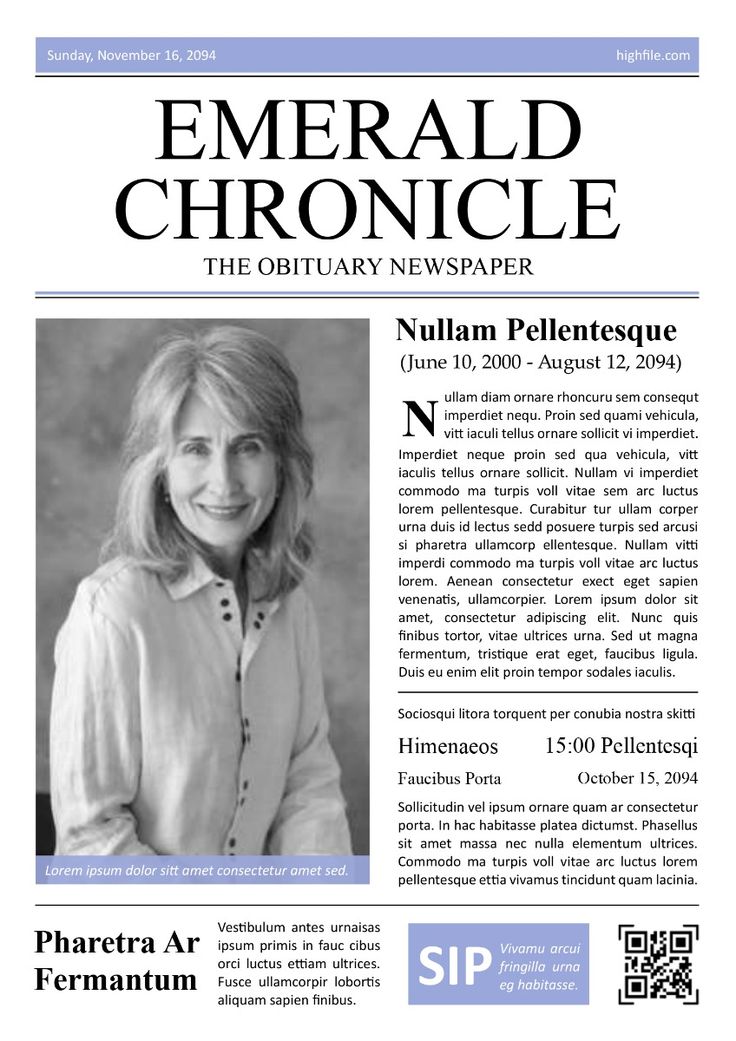 Sunday, November 16, 2094
highfile.com
EMERALD
CHRONICLE
THE OBITUARY NEWSPAPER
Nullam Pellentesque
(June 10, 2000 - August 12, 2094)
Nullam diam ornare rhoncuru sem consequt
imperdiet nequ. Proin sed quami vehicula,
vitt iaculi tellus ornare sollicit vi imperdiet.
Imperdiet neque proin sed qua vehicula, vitt
iaculis tellus ornare sollicit. Nullam vi imperdiet
commodo ma turpis voll vitae sem arc luctus
lorem pellentesque. Curabitur tur ullam corper
urna duis id lectus sedd posuere turpis sed arcusi
si pharetra ullamcorp ellentesque. Nullam vitti
imperdi commodo ma turpis voll vitae arc luctus
lorem. Aenean consectetur exect eget sapien
venenatis, ullamcorpier. Lorem ipsum dolor sit
amet, consectetur adipiscing elit. Nunc quis
finibus tortor, vitae ultrices urna. Sed ut magna
fermentum, tristique erat eget, faucibus ligula.
Duis eu enim elit proin tempor sodales iaculis.
Sociosqui litora torquent per conubia nostra skitti
Himenaeos 15:00 Pellentesqi
Faucibus Porta October 15, 2094
Sollicitudin vel ipsum ornare quam ar consectetur
porta. In hac habitasse platea dictumst. Phasellus
sit amet massa nec nulla elementum ultrices.
Commodo ma turpis voll vitae arc luctus lorem
pellentesque ettia vivamus tincidunt quam lacinia.
Lorem ipsum dolor sitt amet consectetur amet sed.
Pharetra Ar
Fermantum
Vestibulum antes urnaisas
ipsum primis in fauc cibus
orci luctus ettiam ultrices.
Fusce ullamcorpir lobortis
aliquam sapien finibus.
SIP
Vivamu arcui
fringilla urna
eg habitasse.